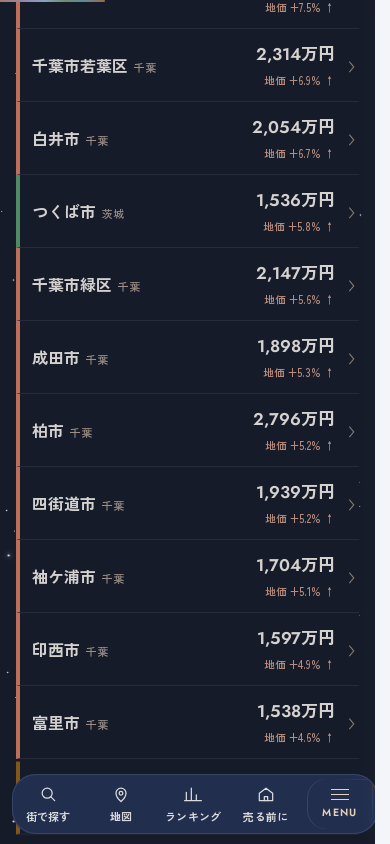 地価 +7.5% ↑
千葉市若葉区 千葉 2,314万円
地価 +6.9% ↑
白井市 千葉 2,054万円
地価 +6.7% ↑
つくば市 茨城 1,536万円
地価 +5.8% ↑
千葉市緑区 千葉 2,147万円
地価 +5.6% ↑
成田市 千葉 1,898万円
地価 +5.3% ↑
柏市 千葉 2,796万円
地価 +5.2% ↑
四街道市 千葉 1,939万円
地価 +5.2% ↑
袖ケ浦市 千葉 1,704万円
地価 +5.1% ↑
印西市 千葉 1,597万円
地価 +4.9% ↑
富里市 千葉 1,538万円
地価 +4.6% ↑
街で探す 地図 ランキング 売る前に MENU